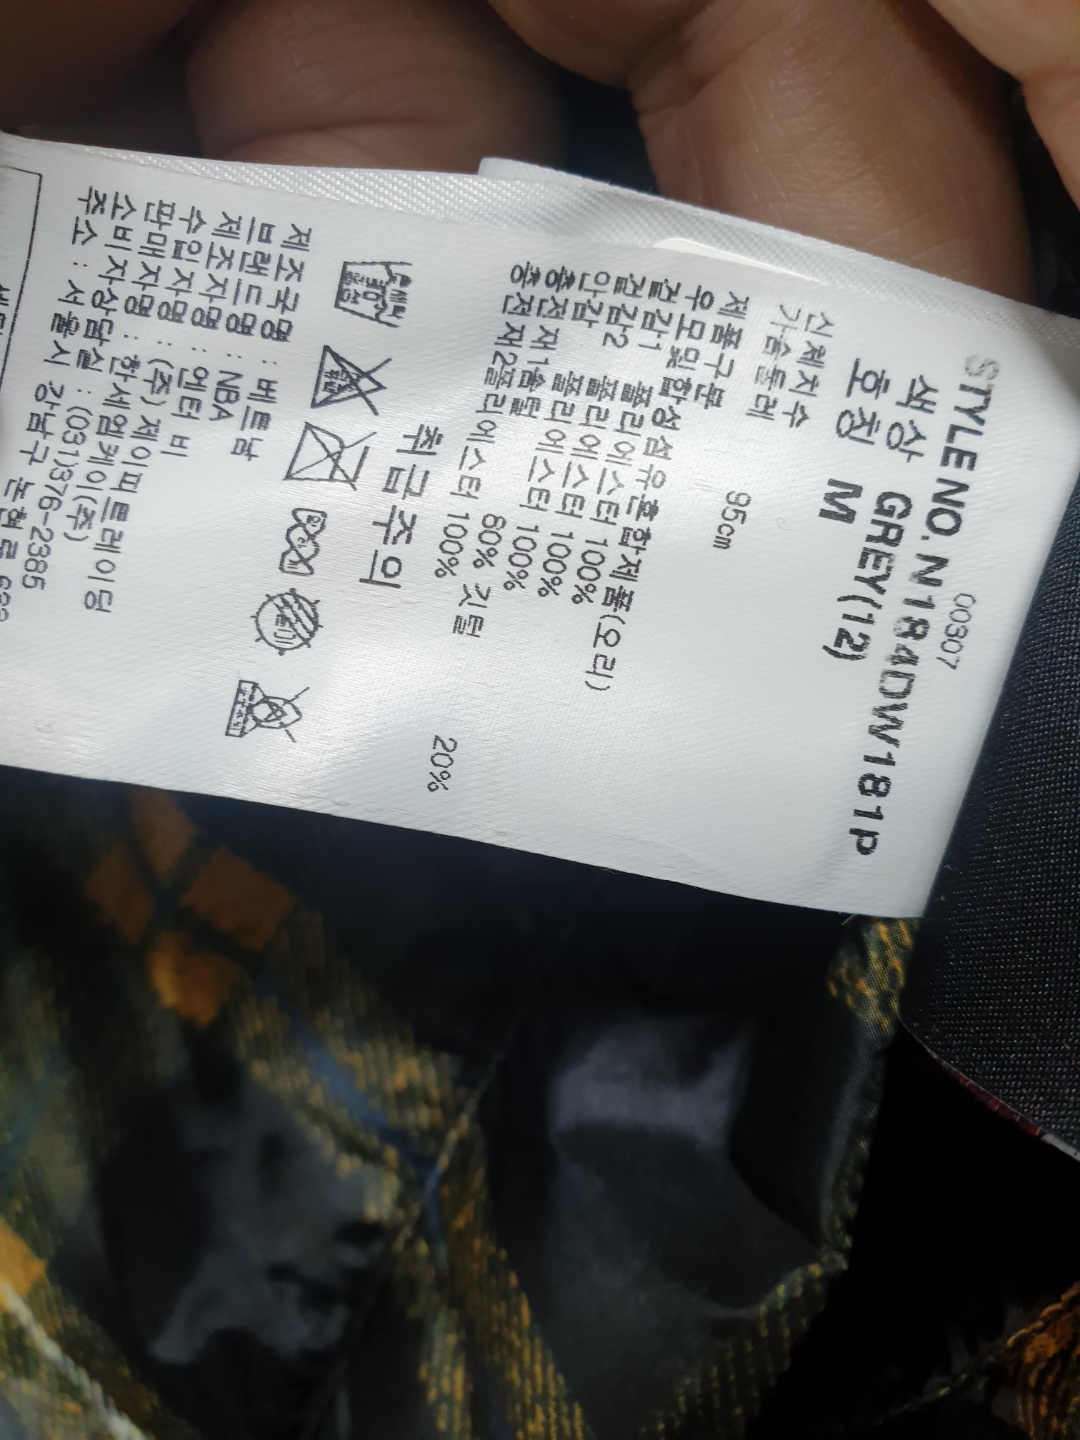 00307
STYLE NO. N184DW181P
색상 GREY(12)
호칭 M
신체치수
가슴둘레 95cm
제품구분
우모및합성섬유혼합제품(오리)
겉감1 폴리에스터 100%
겉감2 폴리에스터 100%
안감 폴리에스터 100%
충전재1솜털 80% 깃털 20%
충전재2폴리에스터 100%
취급주의
제조국명 : 베트남
브랜드명 : NBA
제조자명 : 엔터비
수입자명 : (주)제이피트레이딩
판매자명 : 한세엠케이(주)
소비자상담실 : (031)376-2385
주소 : 서울시 강남구 논현로